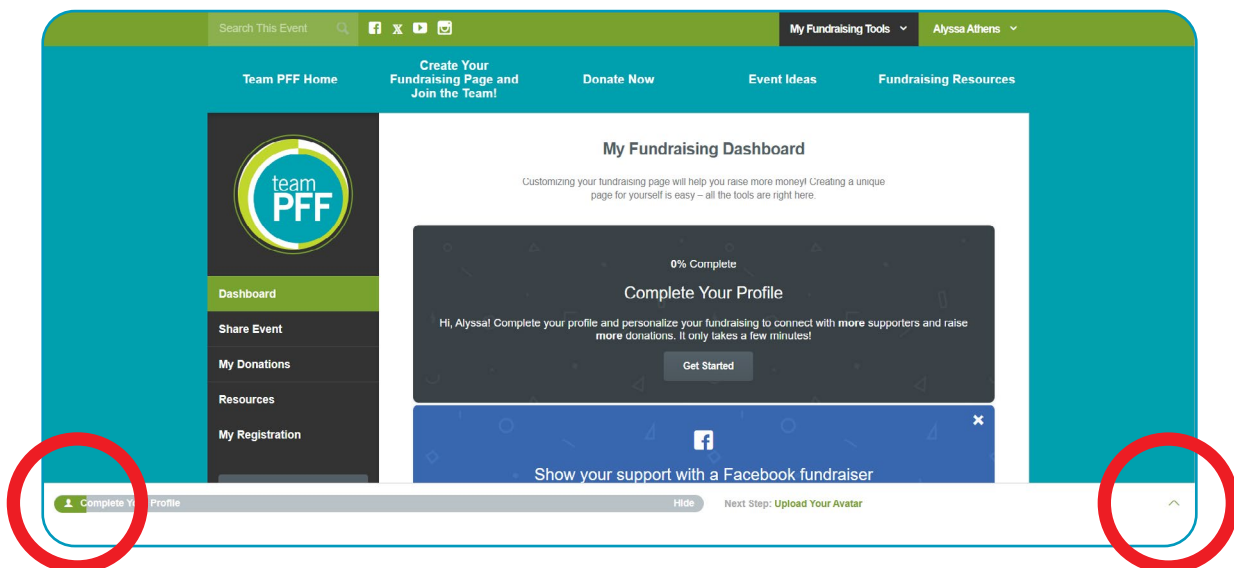 Search This Event
My Fundraising Tools
Alyssa Athens
Team PFF Home
Create Your
Fundraising Page and
Join the Team!
Donate Now
Event Ideas
Fundraising Resources
team
PFF
Dashboard
Share Event
My Donations
Resources
My Registration
My Fundraising Dashboard
Customizing your fundraising page will help you raise more money! Creating a unique
page for yourself is easy – all the tools are right here.
0% Complete
Complete Your Profile
Hi, Alyssa! Complete your profile and personalize your fundraising to connect with more supporters and raise
more donations. It only takes a few minutes!
Get Started
Show your support with a Facebook fundraiser
Complete Your Profile
Hide
Next Step: Upload Your Avatar